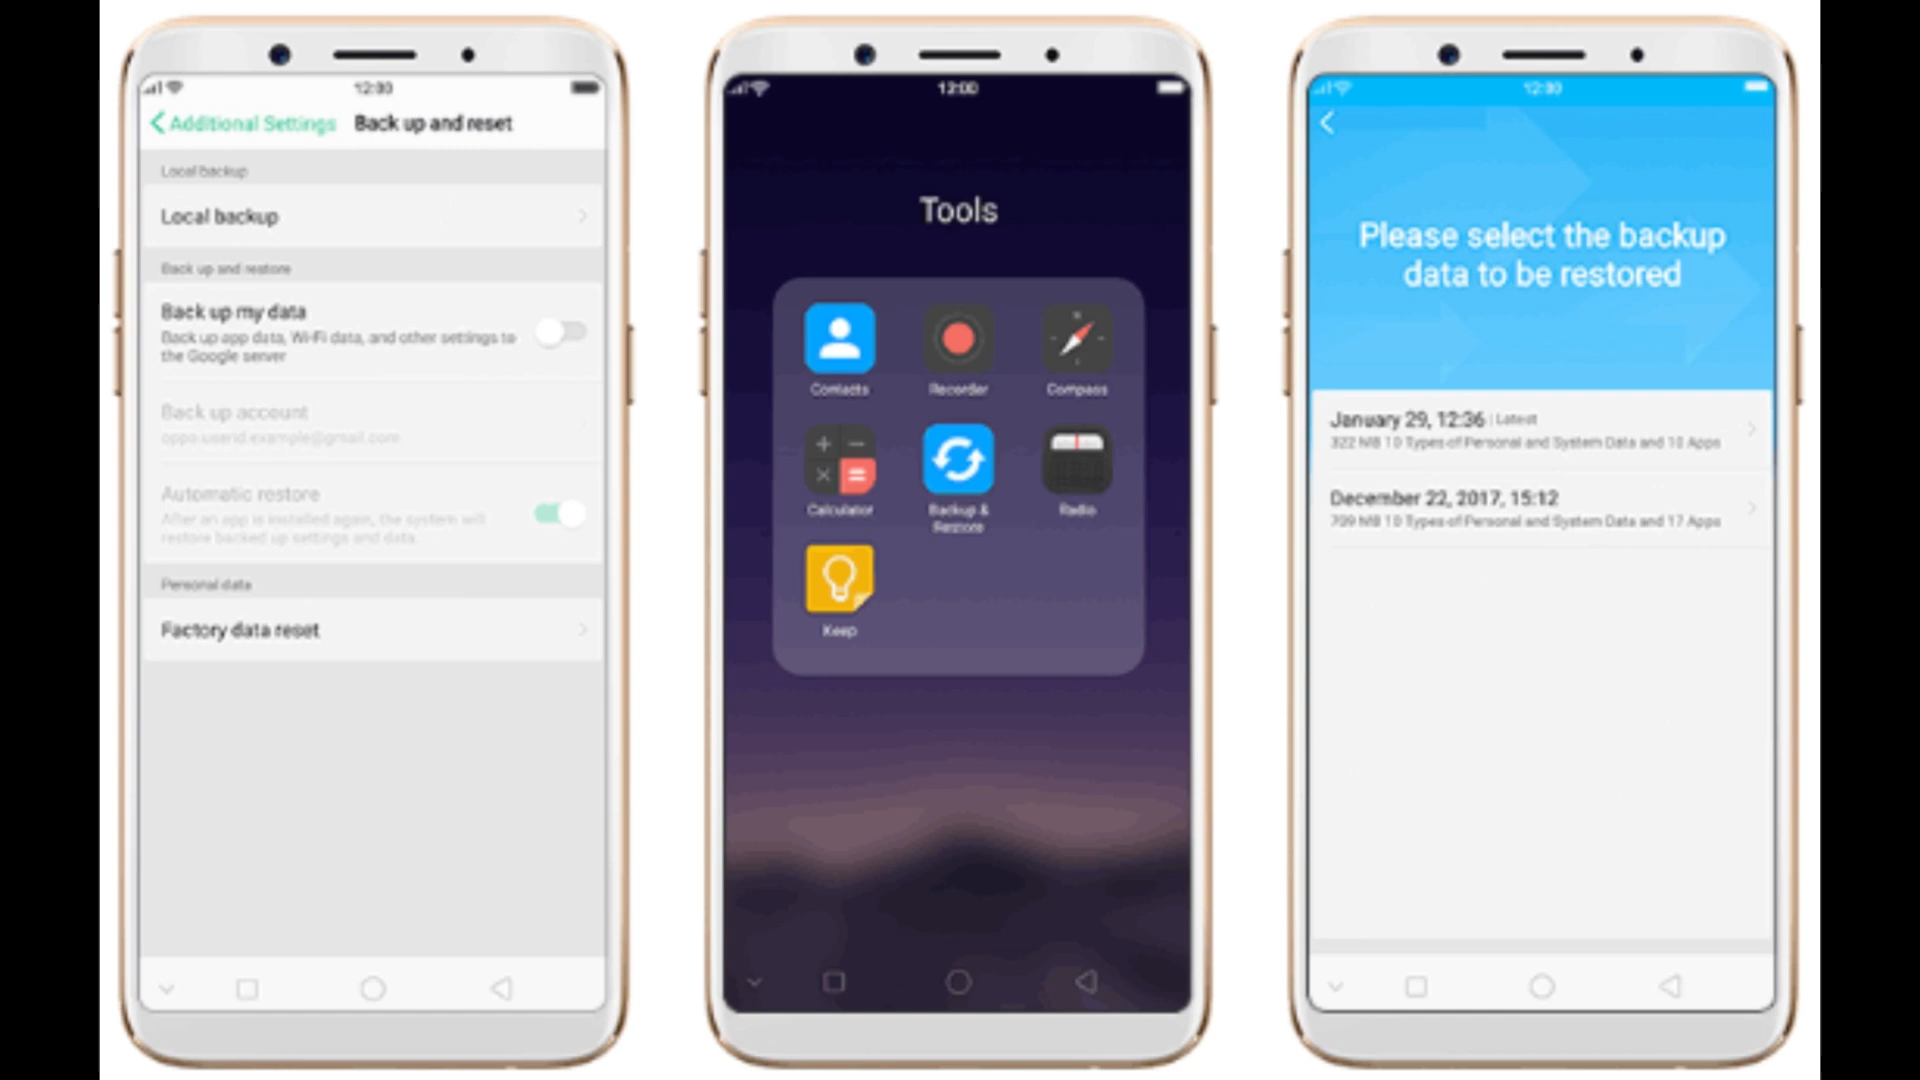 12:00
Additional Settings Back up and reset
Local backup
Local backup
Back up and restore
Back up my data
Back up app data, Wi-Fi data, and other settings to
the Google server
Back up account
oppo.userid.example@gmail.com
Automatic restore
After an app is installed again, the system will
restore backed up settings and data.
Personal data
Factory data reset
12:00
Tools
Contacts Recorder Compass
Calculator Backup & Radio
Restore
Keep
12:00
Please select the backup
data to be restored
January 29, 12:36 | Latest
322 MB 10 Types of Personal and System Data and 10 Apps
December 22, 2017, 15:12
709 MB 10 Types of Personal and System Data and 17 Apps